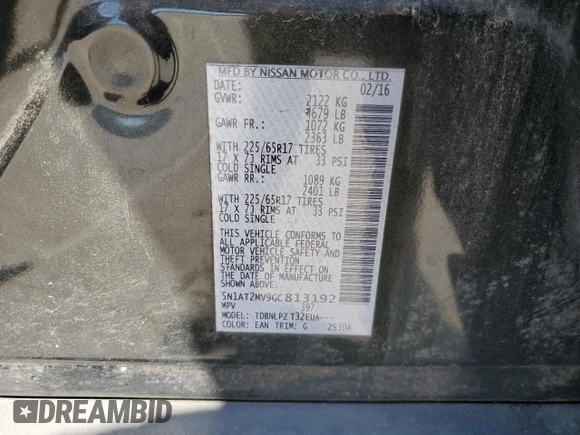 MFD BY NISSAN MOTOR CO., LTD.
DATE: 02/16
GVWR: 2122 KG
4679 LB
GAWR FR.: 1072 KG
2363 LB
WITH 225/65R17 TIRES
17 X 7J RIMS AT 33 PSI
COLD SINGLE
GAWR RR.: 1089 KG
2401 LB
WITH 225/65R17 TIRES
17 X 7J RIMS AT 33 PSI
COLD SINGLE
THIS VEHICLE CONFORMS TO
ALL APPLICABLE FEDERAL
MOTOR VEHICLE SAFETY AND
THEFT PREVENTION
STANDARDS IN EFFECT ON
THE DATE OF MANUFACTURE
SHOWN ABOVE.
5N1AT2MV9GC813192
MPV 397
MODEL: TDBNLPZ T32EUA---
COLOR: EAN TRIM: G 2S30A
DREAMBID